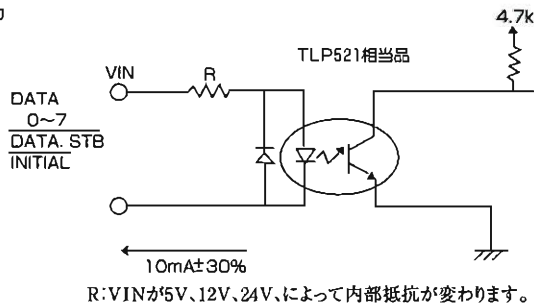 4.7k
TLP521相当品
VIN
R
DATA
0～7
DATA. STB
INITIAL
10mA±30%
R:VINが5V、12V、24V、によって内部抵抗が変わります。